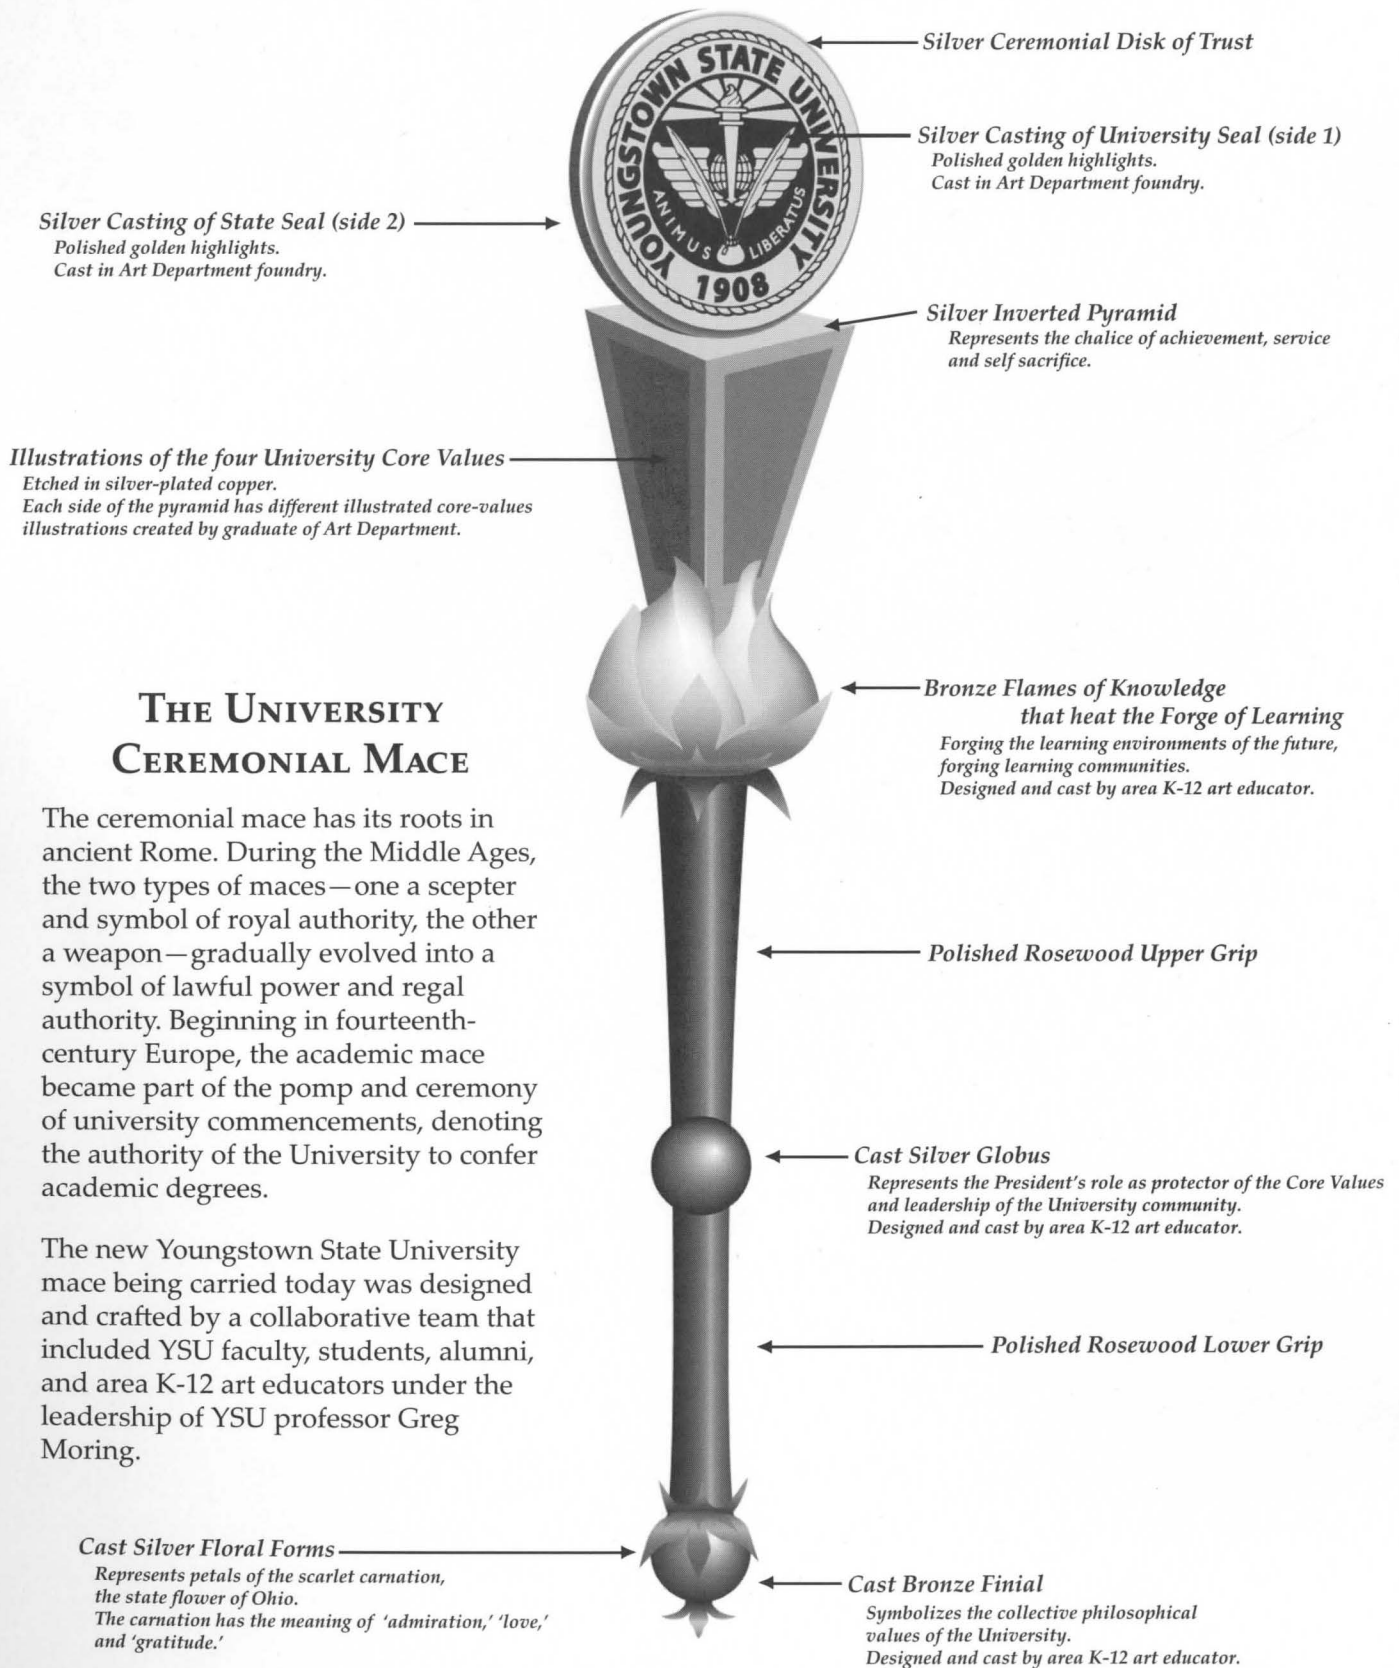 Silver Ceremonial Disk of Trust
YOUNGSTOWN STATE UNIVERSITY
ANIMUS LIBERATUS
1908
Silver Casting of University Seal (side 1)
Polished golden highlights.
Cast in Art Department foundry.
Silver Casting of State Seal (side 2)
Polished golden highlights.
Cast in Art Department foundry.
Silver Inverted Pyramid
Represents the chalice of achievement, service
and self sacrifice.
Illustrations of the four University Core Values
Etched in silver-plated copper.
Each side of the pyramid has different illustrated core-values
illustrations created by graduate of Art Department.
Bronze Flames of Knowledge
that heat the Forge of Learning
Forging the learning environments of the future,
forging learning communities.
Designed and cast by area K-12 art educator.
THE UNIVERSITY
CEREMONIAL MACE
The ceremonial mace has its roots in
ancient Rome. During the Middle Ages,
the two types of maces—one a scepter
and symbol of royal authority, the other
a weapon—gradually evolved into a
symbol of lawful power and regal
authority. Beginning in fourteenth-
century Europe, the academic mace
became part of the pomp and ceremony
of university commencements, denoting
the authority of the University to confer
academic degrees.
The new Youngstown State University
mace being carried today was designed
and crafted by a collaborative team that
included YSU faculty, students, alumni,
and area K-12 art educators under the
leadership of YSU professor Greg
Moring.
Polished Rosewood Upper Grip
Cast Silver Globus
Represents the President's role as protector of the Core Values
and leadership of the University community.
Designed and cast by area K-12 art educator.
Polished Rosewood Lower Grip
Cast Silver Floral Forms
Represents petals of the scarlet carnation,
the state flower of Ohio.
The carnation has the meaning of 'admiration,' 'love,'
and 'gratitude.'
Cast Bronze Finial
Symbolizes the collective philosophical
values of the University.
Designed and cast by area K-12 art educator.